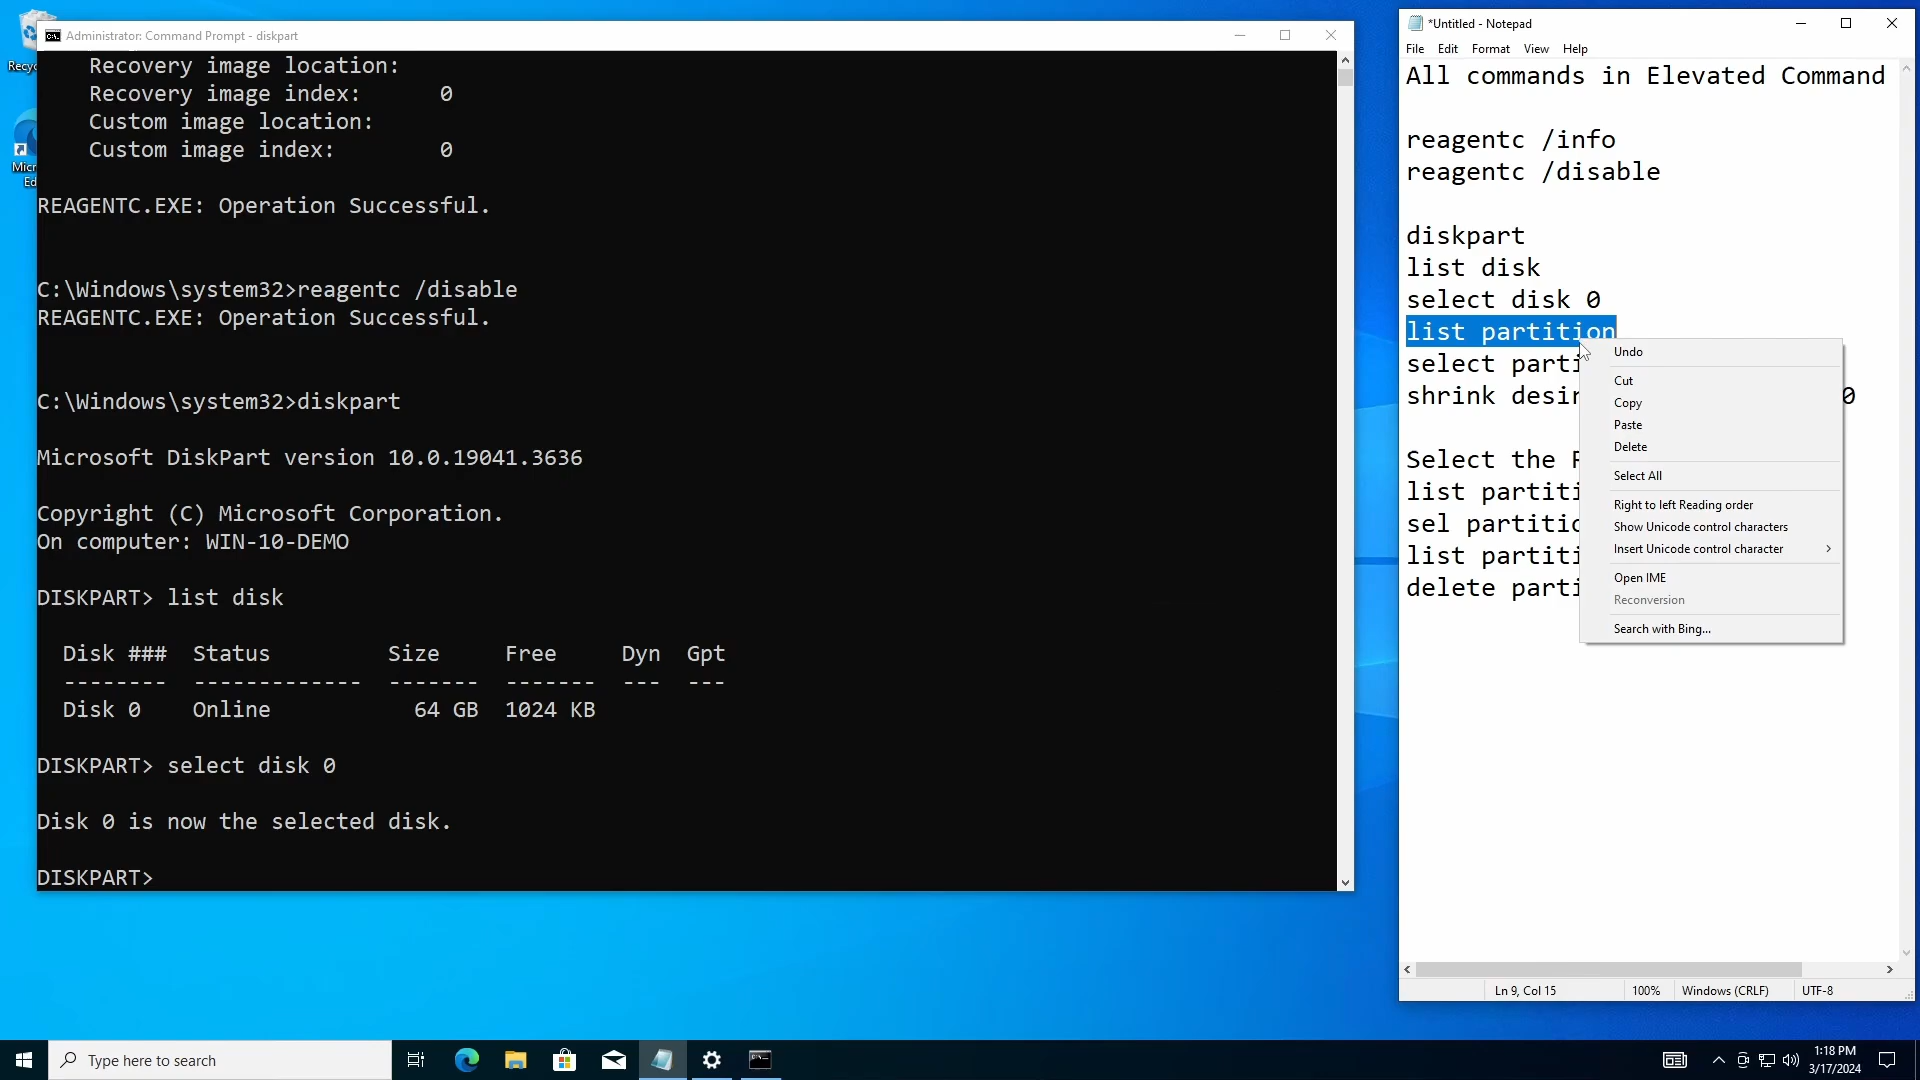 Recyc
Micr
Ed
Administrator: Command Prompt - diskpart
Recovery image location:
Recovery image index: 0
Custom image location:
Custom image index: 0
REAGENTC.EXE: Operation Successful.
C:\Windows\system32>reagentc /disable
REAGENTC.EXE: Operation Successful.
C:\Windows\system32>diskpart
Microsoft DiskPart version 10.0.19041.3636
Copyright (C) Microsoft Corporation.
On computer: WIN-10-DEMO
DISKPART> list disk
Disk ### Status Size Free Dyn Gpt
-------- ------------- ------- ------- --- ---
Disk 0 Online 64 GB 1024 KB
DISKPART> select disk 0
Disk 0 is now the selected disk.
DISKPART>
*Untitled - Notepad
File Edit Format View Help
All commands in Elevated Command
reagentc /info
reagentc /disable
diskpart
list disk
select disk 0
list partition
select parti
shrink desir 0
Select the R
list partiti
sel partitio
list partiti
delete parti
Undo
Cut
Copy
Paste
Delete
Select All
Right to left Reading order
Show Unicode control characters
Insert Unicode control character
Open IME
Reconversion
Search with Bing...
Ln 9, Col 15 100% Windows (CRLF) UTF-8
Type here to search
1:18 PM
3/17/2024